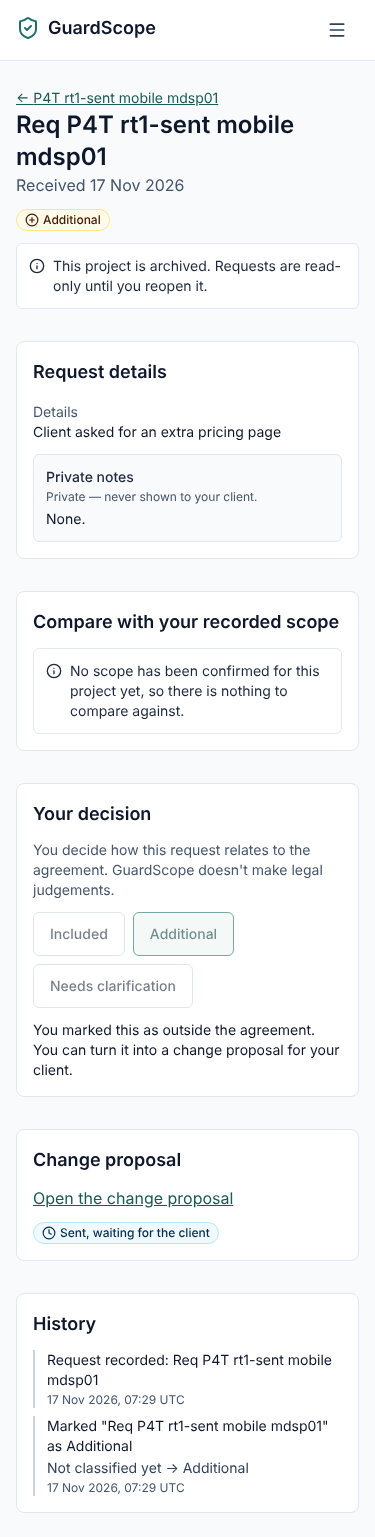 GuardScope
← P4T rt1-sent mobile mdsp01
Req P4T rt1-sent mobile
mdsp01
Received 17 Nov 2026
Additional
This project is archived. Requests are read-
only until you reopen it.
Request details
Details
Client asked for an extra pricing page
Private notes
Private — never shown to your client.
None.
Compare with your recorded scope
No scope has been confirmed for this
project yet, so there is nothing to
compare against.
Your decision
You decide how this request relates to the
agreement. GuardScope doesn't make legal
judgements.
Included
Additional
Needs clarification
You marked this as outside the agreement.
You can turn it into a change proposal for your
client.
Change proposal
Open the change proposal
Sent, waiting for the client
History
Request recorded: Req P4T rt1-sent mobile
mdsp01
17 Nov 2026, 07:29 UTC
Marked "Req P4T rt1-sent mobile mdsp01"
as Additional
Not classified yet → Additional
17 Nov 2026, 07:29 UTC